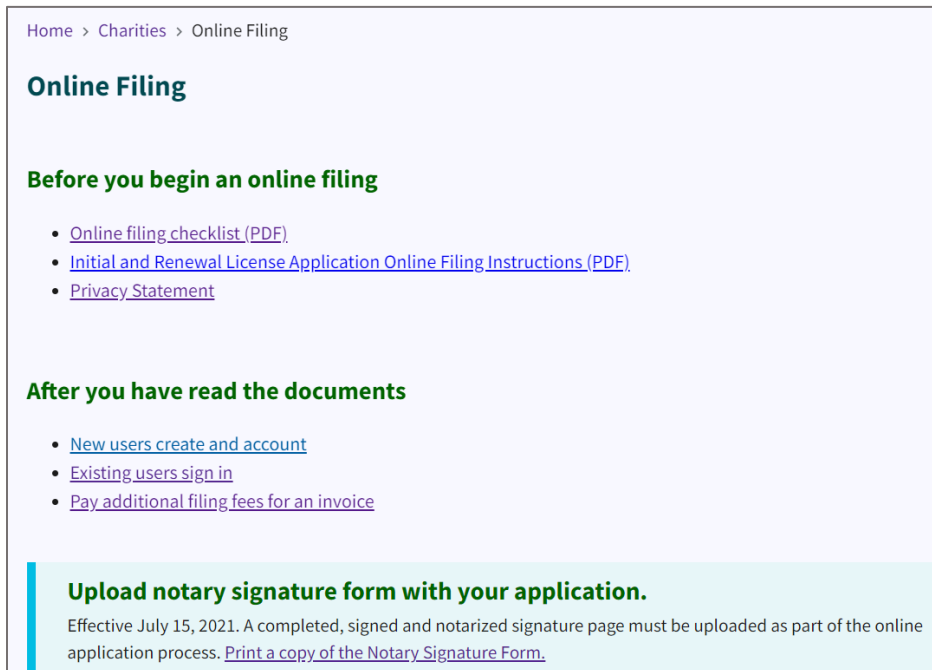 Home > Charities > Online Filing
Online Filing
Before you begin an online filing
Online filing checklist (PDF)
Initial and Renewal License Application Online Filing Instructions (PDF)
Privacy Statement
After you have read the documents
New users create and account
Existing users sign in
Pay additional filing fees for an invoice
Upload notary signature form with your application.
Effective July 15, 2021. A completed, signed and notarized signature page must be uploaded as part of the online
application process. Print a copy of the Notary Signature Form.